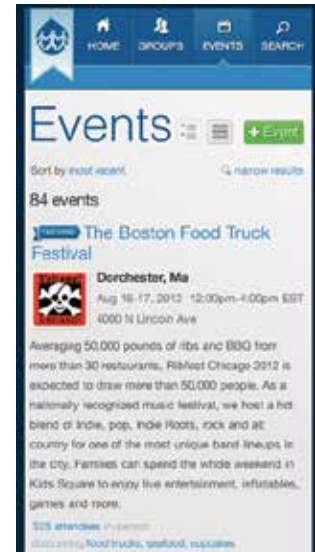 HOME GROUPS EVENTS SEARCH
Events
+ Event
Sort by most recent
narrow results
84 events
The Boston Food Truck
Festival
Dorchester, Ma
Aug 16-17, 2012 12:00pm-4:00pm EST
4000 N Lincoln Ave
Averaging 50,000 pounds of ribs and BBQ from
more than 30 restaurants, Ribfest Chicago 2012 is
expected to draw more than 50,000 people. As a
nationally recognized music festival, we host a hot
blend of Indie, pop, Indie Roots, rock and alt
country for one of the most unique band lineups in
the city. Families can spend the whole weekend in
Kids Square to enjoy live entertainment, inflatables,
games and more.
attendees in-person
discussing food trucks, seafood, cupcakes